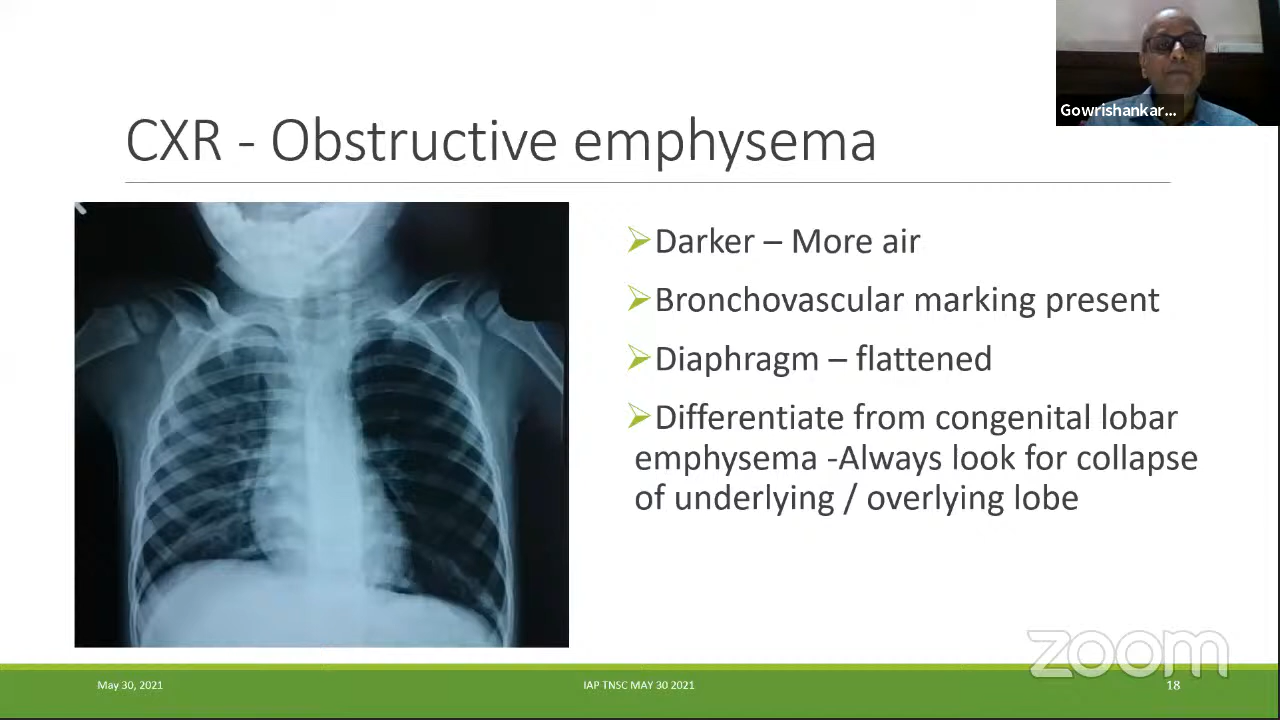 Gowrishankar...
CXR - Obstructive emphysema
Darker – More air
Bronchovascular marking present
Diaphragm – flattened
Differentiate from congenital lobar
emphysema -Always look for collapse
of underlying / overlying lobe
zoom
May 30, 2021
IAP TNSC MAY 30 2021
18